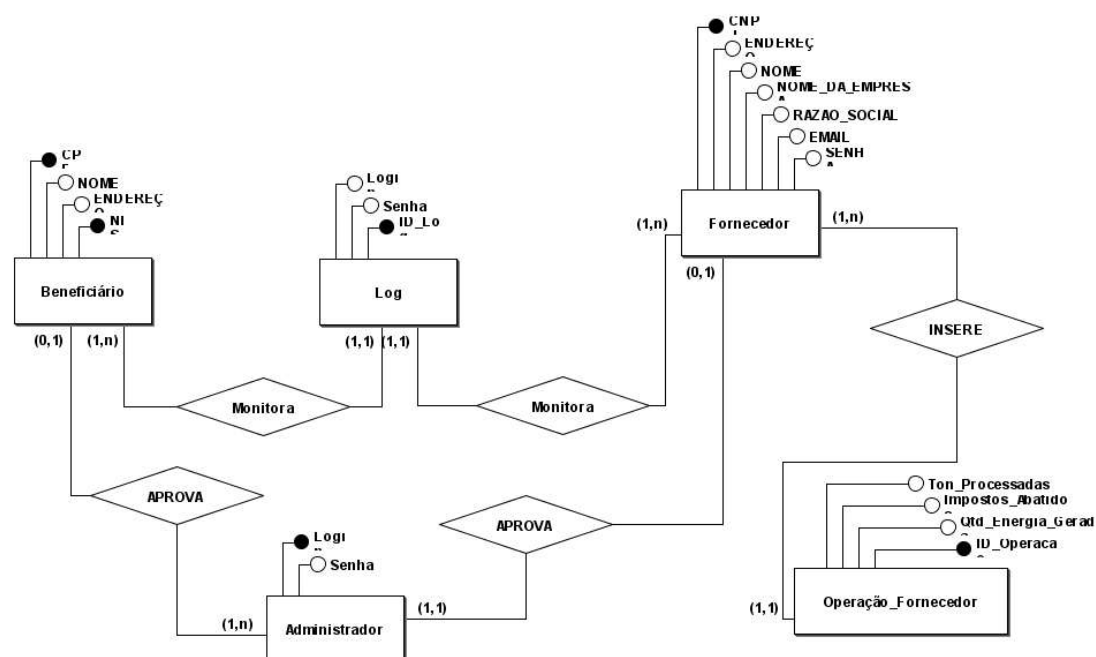 CNP
ENDEREÇ
NOME
NOME_DA_EMPRES
RAZAO_SOCIAL
EMAIL
SENH
CP
NOME
ENDEREÇ
NI
Logi
Senha
ID_Lo
Beneficiário
Log
Fornecedor
(0,1)
(1,n)
(1,1)
(1,1)
(1,n)
(0,1)
(1,n)
INSERE
Monitora
Monitora
APROVA
APROVA
Logi
Senha
Administrador
(1,n)
(1,1)
Ton_Processadas
Impostos_Abatido
Qtd_Energia_Gerad
ID_Operaca
Operação_Fornecedor
(1,1)